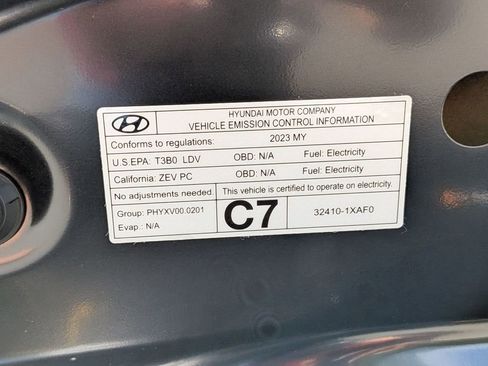 HYUNDAI MOTOR COMPANY
VEHICLE EMISSION CONTROL INFORMATION
Conforms to regulations: 2023 MY
U.S.EPA: T3B0 LDV OBD: N/A Fuel: Electricity
California: ZEV PC OBD: N/A Fuel: Electricity
No adjustments needed. This vehicle is certified to operate on electricity.
Group: PHYXV00.0201 C7 32410-1XAF0
Evap.: N/A